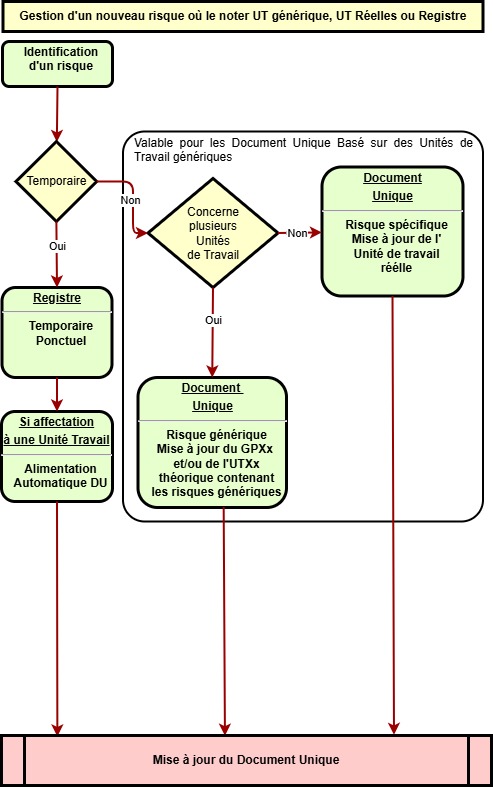 Gestion d'un nouveau risque où le noter UT générique, UT Réelles ou Registre
Identification
d'un risque
Temporaire
Oui
Non
Registre
Temporaire
Ponctuel
Si affectation
à une Unité Travail
Alimentation
Automatique DU
Valable pour les Document Unique Basé sur des Unités de
Travail génériques
Concerne
plusieurs
Unités
de Travail
Non
Oui
Document
Unique
Risque spécifique
Mise à jour de l'
Unité de travail
réélle
Document
Unique
Risque générique
Mise à jour du GPXx
et/ou de l'UTXx
théorique contenant
les risques génériques
Mise à jour du Document Unique